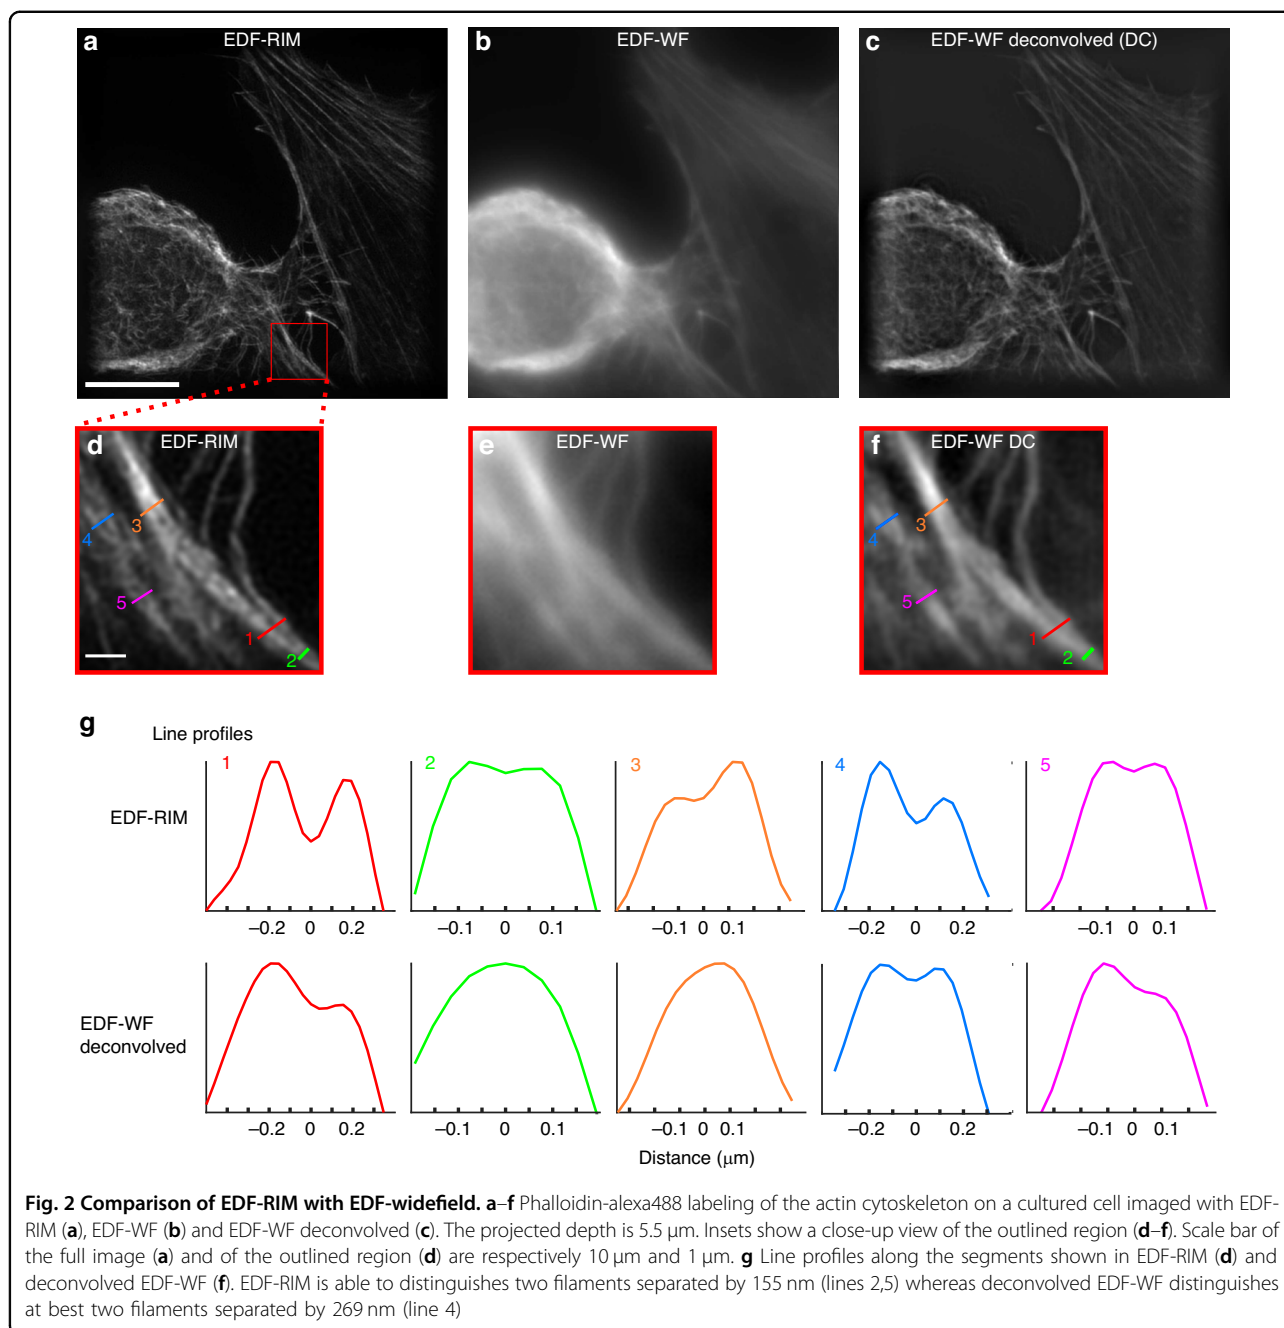 a EDF-RIM
b EDF-WF
c EDF-WF deconvolved (DC)
d EDF-RIM
3
4
5
1
2
e EDF-WF
f EDF-WF DC
3
4
5
1
2
g
Line profiles
1 2 3 4 5
EDF-RIM
–0.2 0 0.2 –0.1 0 0.1 –0.1 0 0.1 –0.2 0 0.2 –0.1 0 0.1
EDF-WF
deconvolved
–0.2 0 0.2 –0.1 0 0.1 –0.1 0 0.1 –0.2 0 0.2 –0.1 0 0.1
Distance (μm)
Fig. 2 Comparison of EDF-RIM with EDF-widefield. a–f Phalloidin-alexa488 labeling of the actin cytoskeleton on a cultured cell imaged with EDF-
RIM (a), EDF-WF (b) and EDF-WF deconvolved (c). The projected depth is 5.5 μm. Insets show a close-up view of the outlined region (d–f). Scale bar of
the full image (a) and of the outlined region (d) are respectively 10 μm and 1 μm. g Line profiles along the segments shown in EDF-RIM (d) and
deconvolved EDF-WF (f). EDF-RIM is able to distinguishes two filaments separated by 155 nm (lines 2,5) whereas deconvolved EDF-WF distinguishes
at best two filaments separated by 269 nm (line 4)